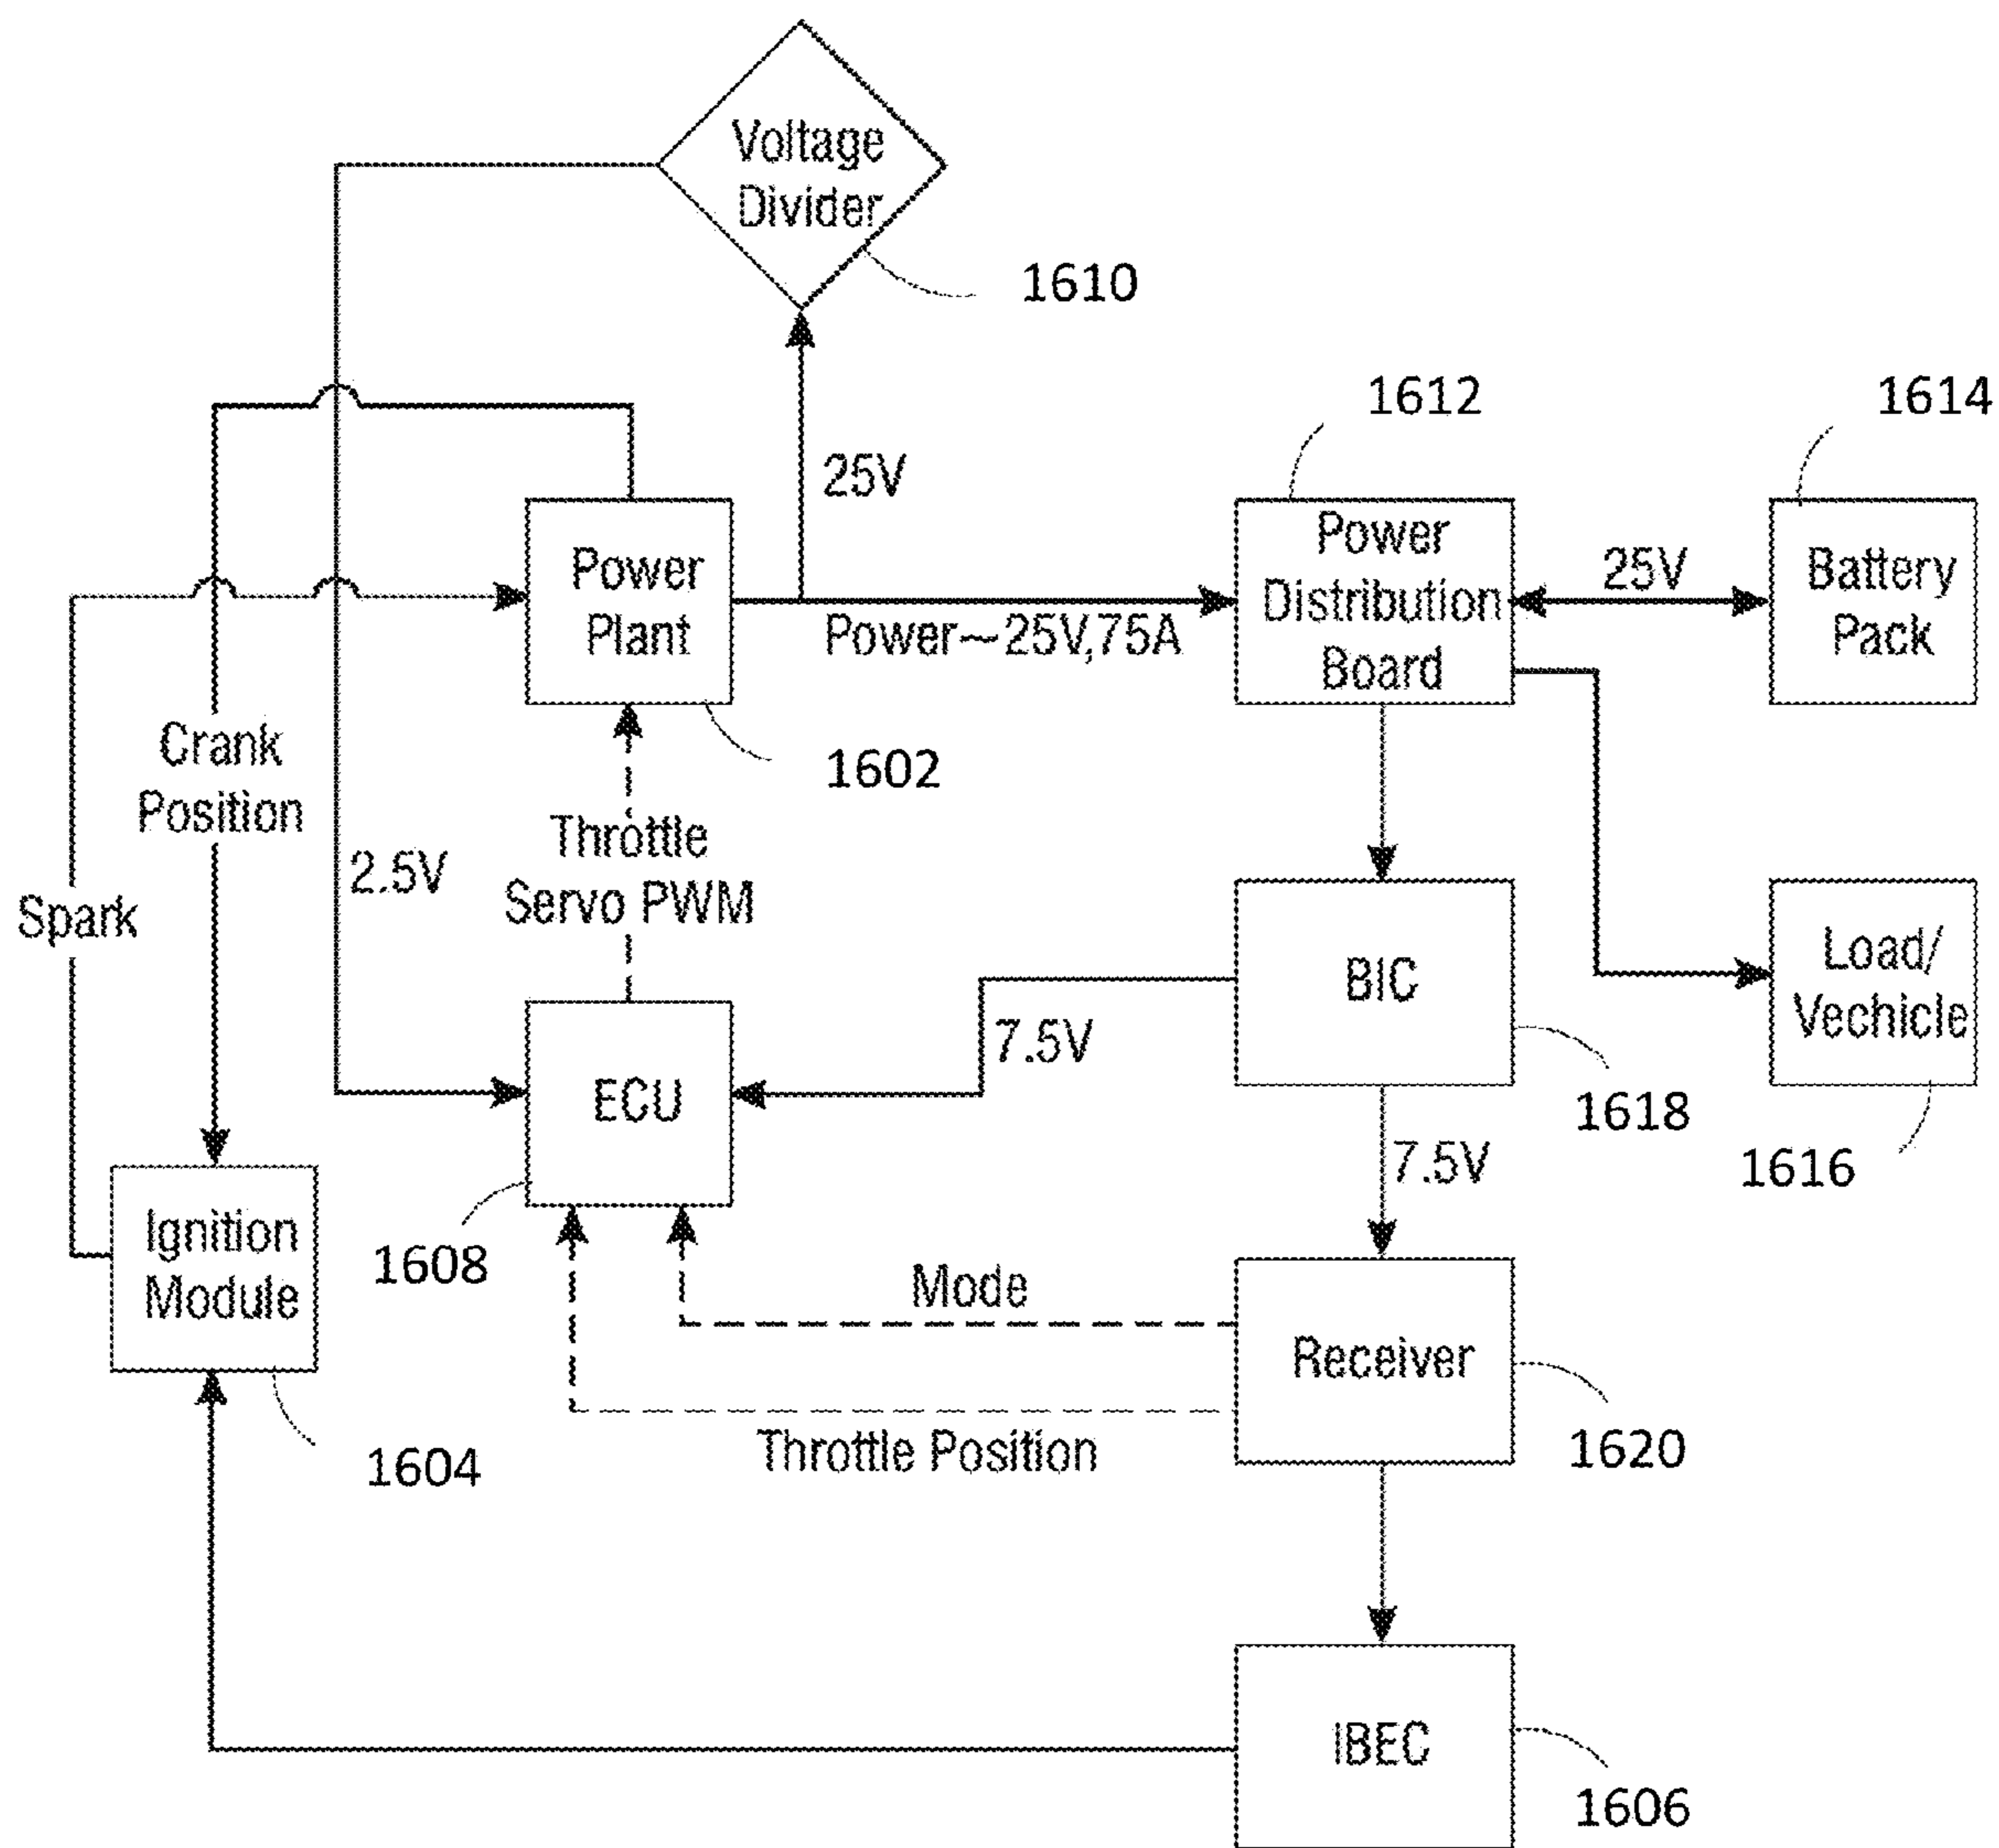 Voltage
Divider
1610
1612
1614
25V
Power
Plant
Power
Distribution
Board
25V
Battery
Pack
Power~25V,75A
Crank
Position
1602
Throttle
Servo PWM
2.5V
Spark
BIC
Load/
Vechicle
7.5V
ECU
1618
7.5V
1616
Ignition
Module
1608
Mode
Receiver
Throttle Position
1604
1620
IBEC
1606